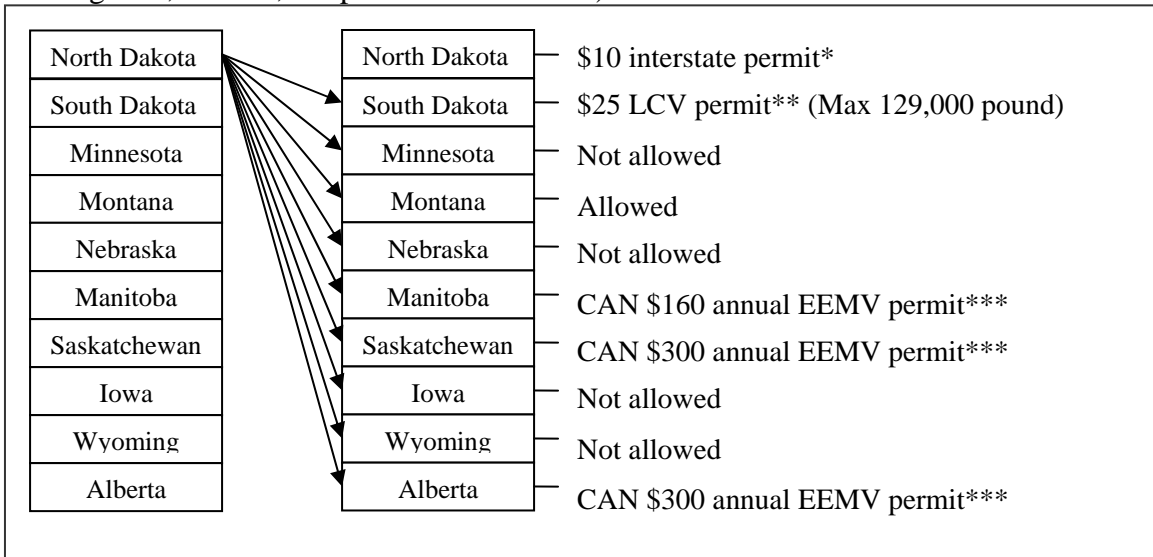 North Dakota North Dakota $10 interstate permit*
South Dakota South Dakota $25 LCV permit** (Max 129,000 pound)
Minnesota Minnesota Not allowed
Montana Montana Allowed
Nebraska Nebraska Not allowed
Manitoba Manitoba CAN $160 annual EEMV permit***
Saskatchewan Saskatchewan CAN $300 annual EEMV permit***
Iowa Iowa Not allowed
Wyoming Wyoming Not allowed
Alberta Alberta CAN $300 annual EEMV permit***